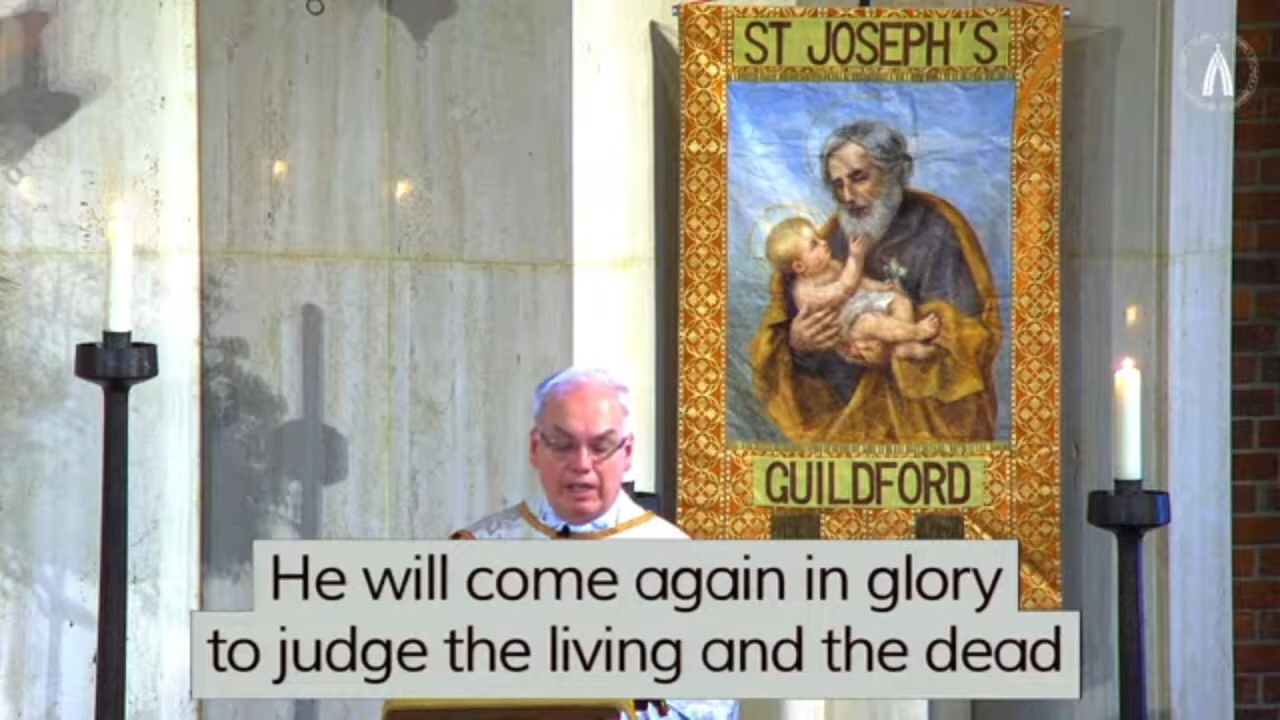 ST JOSEPH'S
GUILDFORD
He will come again in glory
to judge the living and the dead